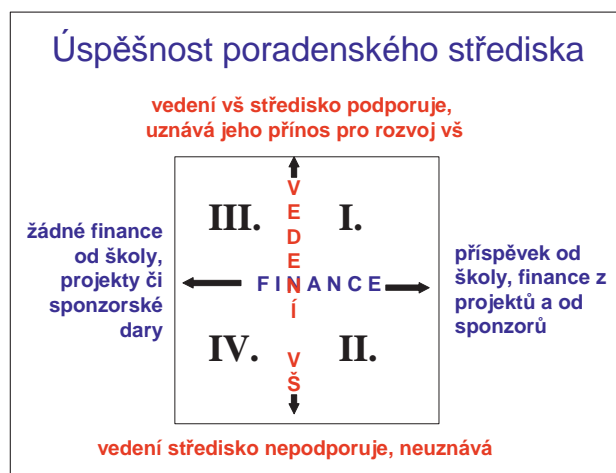 Úspěšnost poradenského střediska
vedení vš středisko podporuje,
uznává jeho přínos pro rozvoj vš
III.
I.
VEDENÍ VŠ
žádné finance
od školy,
projekty či
sponzorské
dary
FINANCE
příspěvek od
školy, finance z
projektů a od
sponzorů
IV.
II.
vedení středisko nepodporuje, neuznává